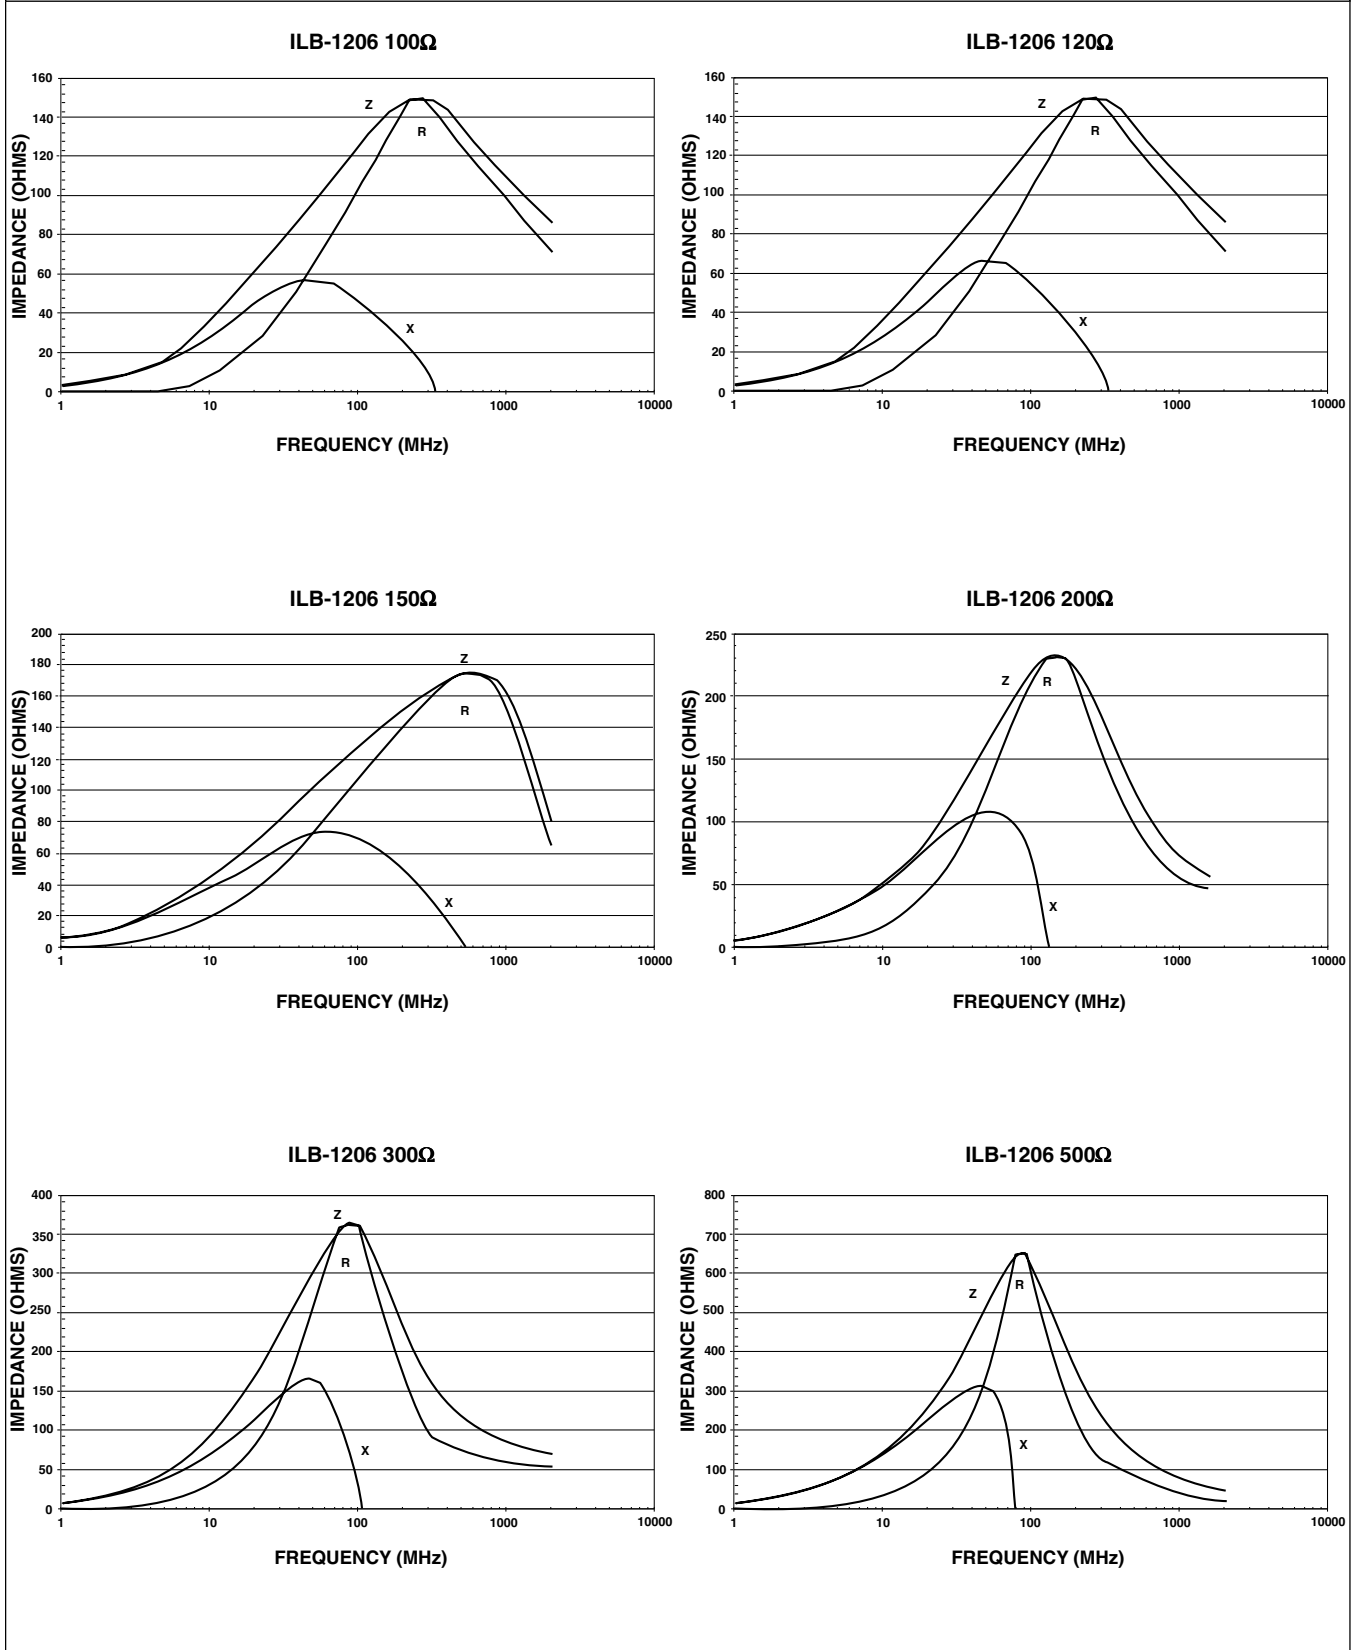 ILB-1206 100Ω
IMPEDANCE (OHMS)
160
140
120
100
80
60
40
20
0
Z
R
X
1 10 100 1000 10000
FREQUENCY (MHz)
ILB-1206 120Ω
IMPEDANCE (OHMS)
160
140
120
100
80
60
40
20
0
Z
R
X
1 10 100 1000 10000
FREQUENCY (MHz)
ILB-1206 150Ω
IMPEDANCE (OHMS)
200
180
160
140
120
100
80
60
40
20
0
Z
R
X
1 10 100 1000 10000
FREQUENCY (MHz)
ILB-1206 200Ω
IMPEDANCE (OHMS)
250
200
150
100
50
0
Z R
X
1 10 100 1000 10000
FREQUENCY (MHz)
ILB-1206 300Ω
IMPEDANCE (OHMS)
400
350
300
250
200
150
100
50
0
Z
R
X
1 10 100 1000 10000
FREQUENCY (MHz)
ILB-1206 500Ω
IMPEDANCE (OHMS)
800
700
600
500
400
300
200
100
0
Z R
X
1 10 100 1000 10000
FREQUENCY (MHz)